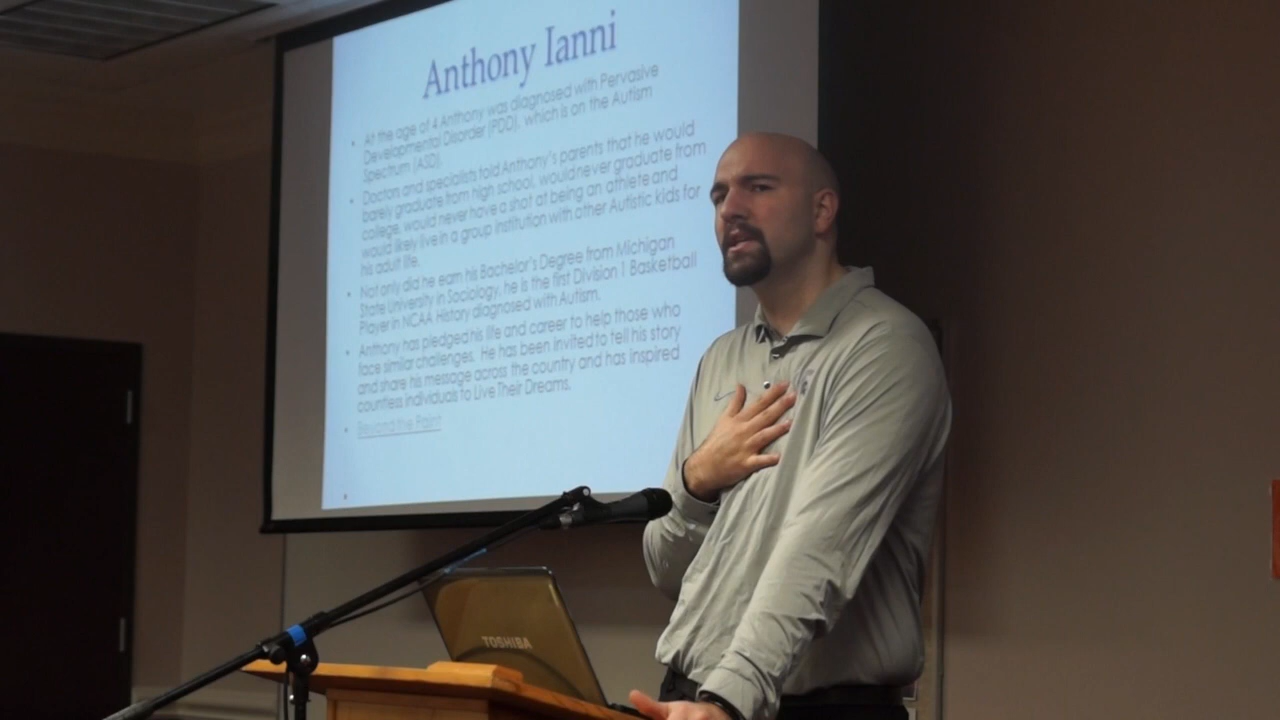 Anthony Ianni
At the age of 4 Anthony was diagnosed with Pervasive
Developmental Disorder (PDD), which is on the Autism
Spectrum (ASD).
Doctors and specialists told Anthony's parents that he would
barely graduate from high school, would never graduate from
college, would never have a shot at being an athlete and
would likely live in a group institution with other Autistic kids for
his adult life.
Not only did he earn his Bachelor's Degree from Michigan
State University in Sociology, he is the first Division 1 Basketball
Player in NCAA History diagnosed with Autism.
Anthony has pledged his life and career to help those who
face similar challenges. He has been invited to tell his story
and share his message across the country and has inspired
countless individuals to Live Their Dreams.
Beyond the Paint
TOSHIBA